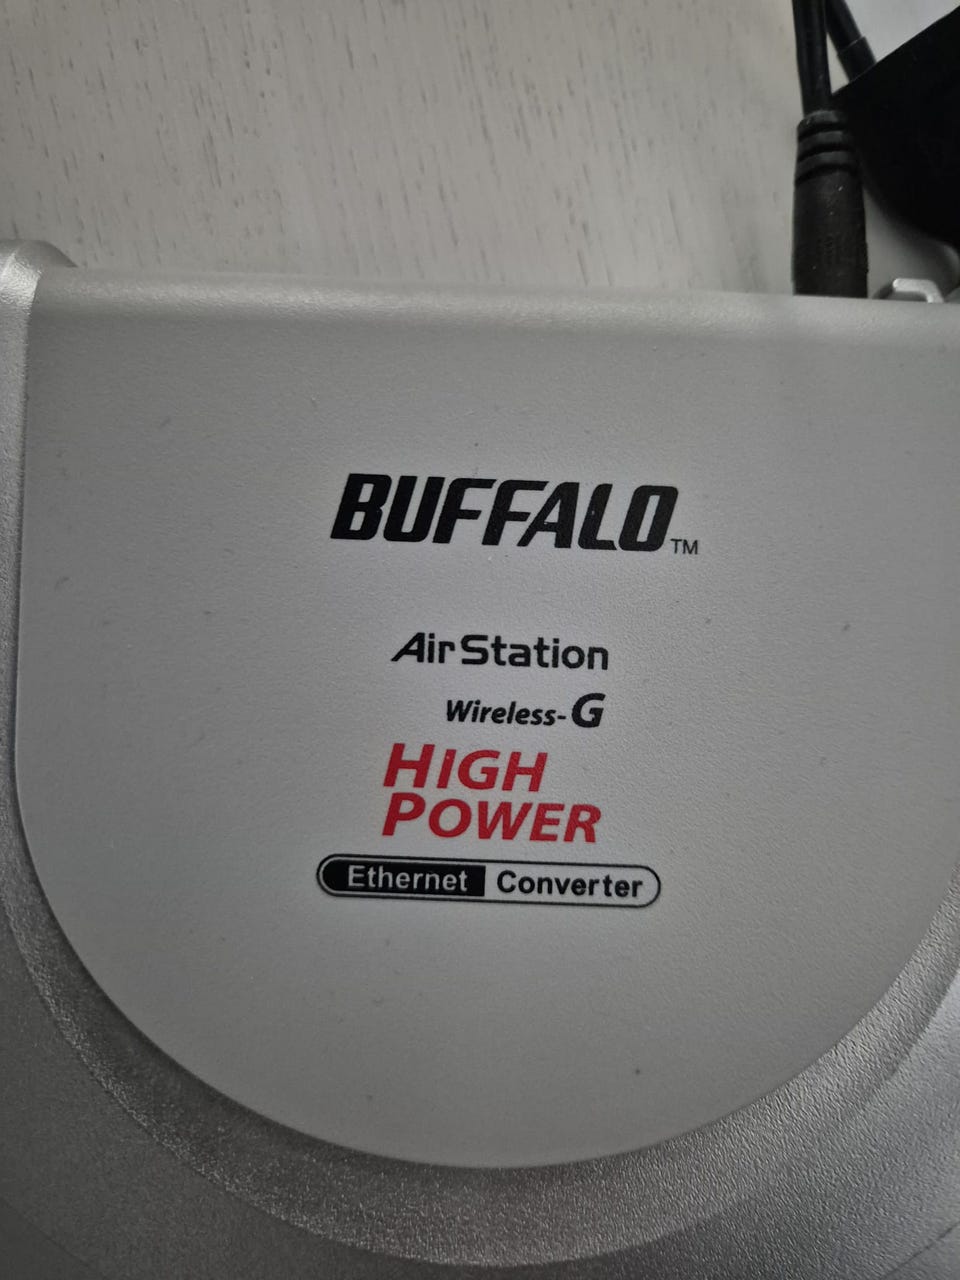 BUFFALO™
AirStation
Wireless-G
HIGH
POWER
Ethernet Converter